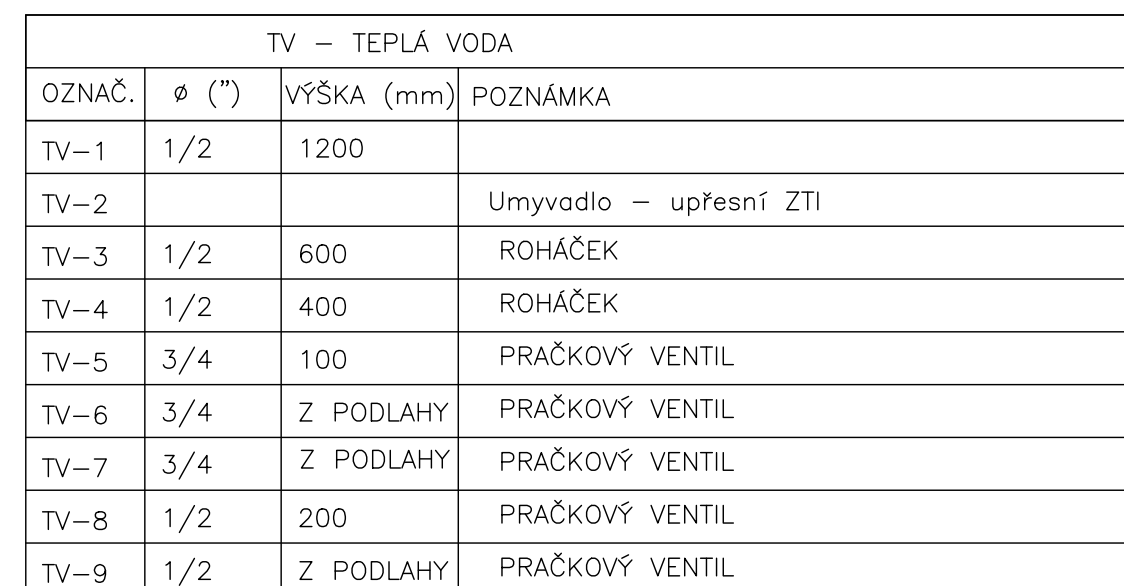 TV – TEPLÁ VODA
OZNAČ. ø (") VÝŠKA (mm) POZNÁMKA
TV–1 1/2 1200
TV–2 Umyvadlo – upřesní ZTI
TV–3 1/2 600 ROHÁČEK
TV–4 1/2 400 ROHÁČEK
TV–5 3/4 100 PRAČKOVÝ VENTIL
TV–6 3/4 Z PODLAHY PRAČKOVÝ VENTIL
TV–7 3/4 Z PODLAHY PRAČKOVÝ VENTIL
TV–8 1/2 200 PRAČKOVÝ VENTIL
TV–9 1/2 Z PODLAHY PRAČKOVÝ VENTIL